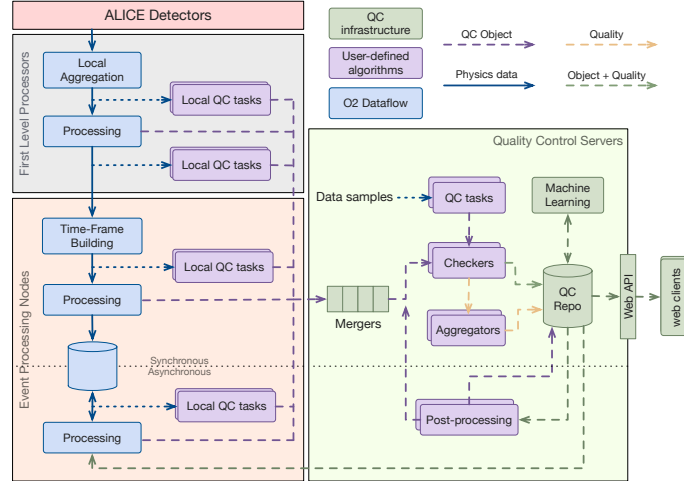 ALICE Detectors
First Level Processors
Local
Aggregation
Local QC tasks
Processing
Local QC tasks
Event Processing Nodes
Time-Frame
Building
Local QC tasks
Processing
Synchronous
Asynchronous
Local QC tasks
Processing
QC
infrastructure
User-defined
algorithms
O2 Dataflow
QC Object
Quality
Physics data
Object + Quality
Quality Control Servers
Data samples
QC tasks
Machine
Learning
Checkers
Mergers
Aggregators
QC
Repo
Web API
web clients
Post-processing